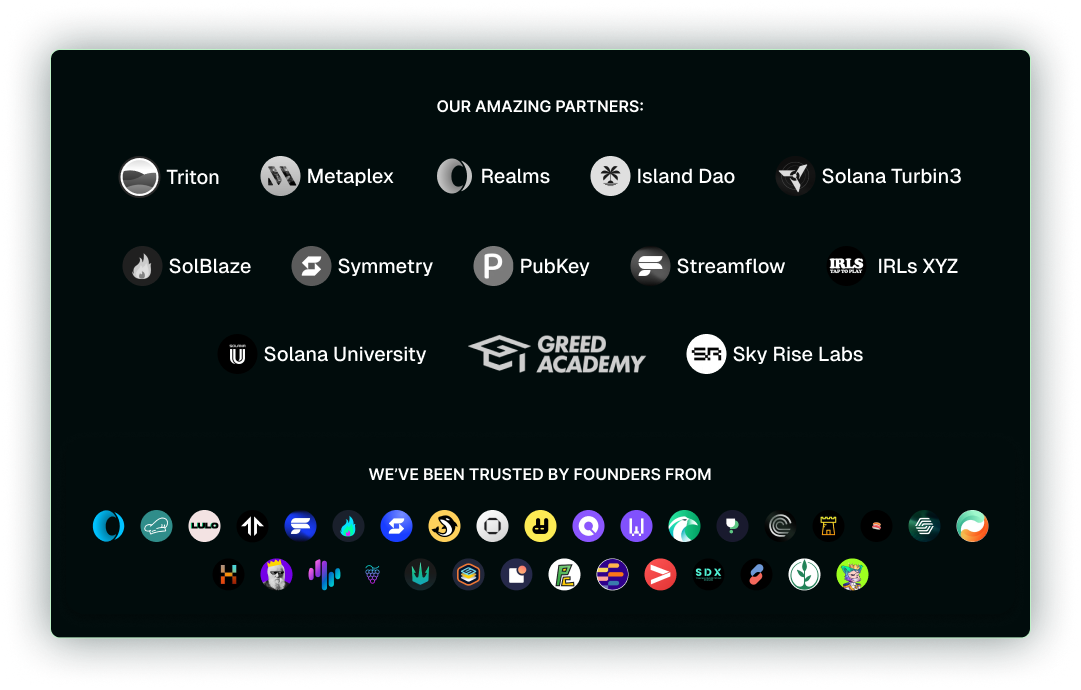 OUR AMAZING PARTNERS:
Triton Metaplex Realms Island Dao Solana Turbin3
SolBlaze Symmetry P PubKey Streamflow IRLS TAP TO PLAY IRLs XYZ
SOLANA U Solana University GREED ACADEMY SR Sky Rise Labs
WE’VE BEEN TRUSTED BY FOUNDERS FROM
LULO
SDX